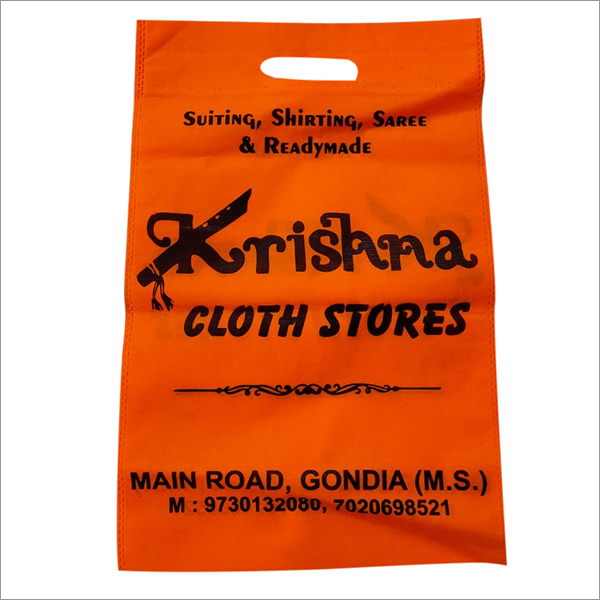 Suiting, Shirting, Saree
& Readymade
Krishna
CLOTH STORES
MAIN ROAD, GONDIA (M.S.)
M : 9730132080, 7020698521